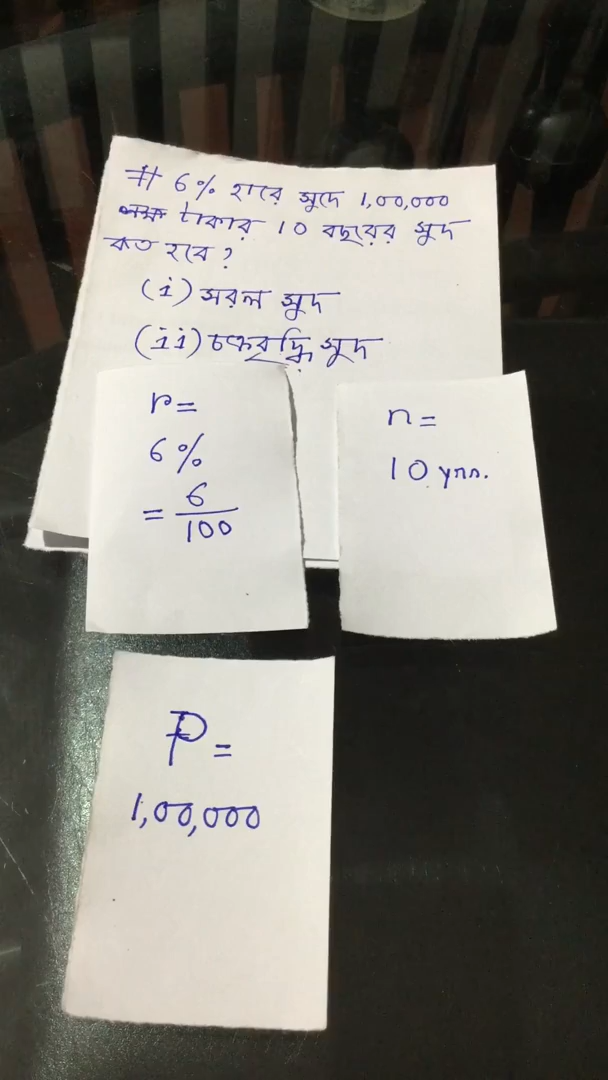 # 6% হারে সুদে 1,00,000
টাকার 10 বছরের সুদ
কত হবে?
(i) সরল সুদ
(ii) চক্রবৃদ্ধি সুদ
r=
6%
= 6/100
n=
10 yrs.
P=
1,00,000